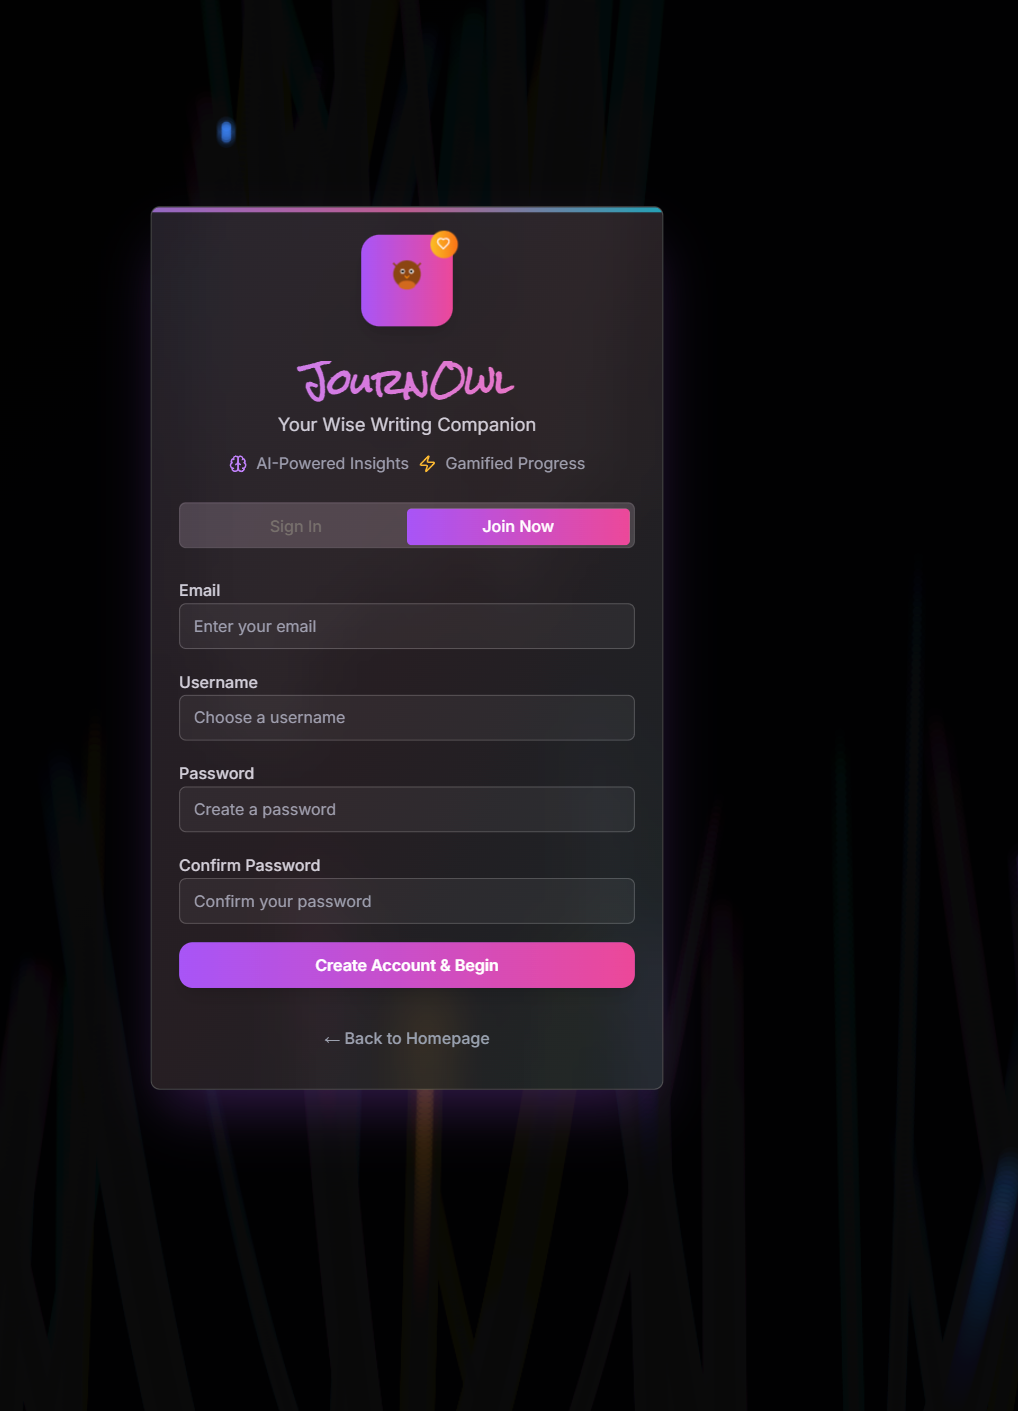 JournOwl
Your Wise Writing Companion
AI-Powered Insights Gamified Progress
Sign In Join Now
Email
Enter your email
Username
Choose a username
Password
Create a password
Confirm Password
Confirm your password
Create Account & Begin
← Back to Homepage